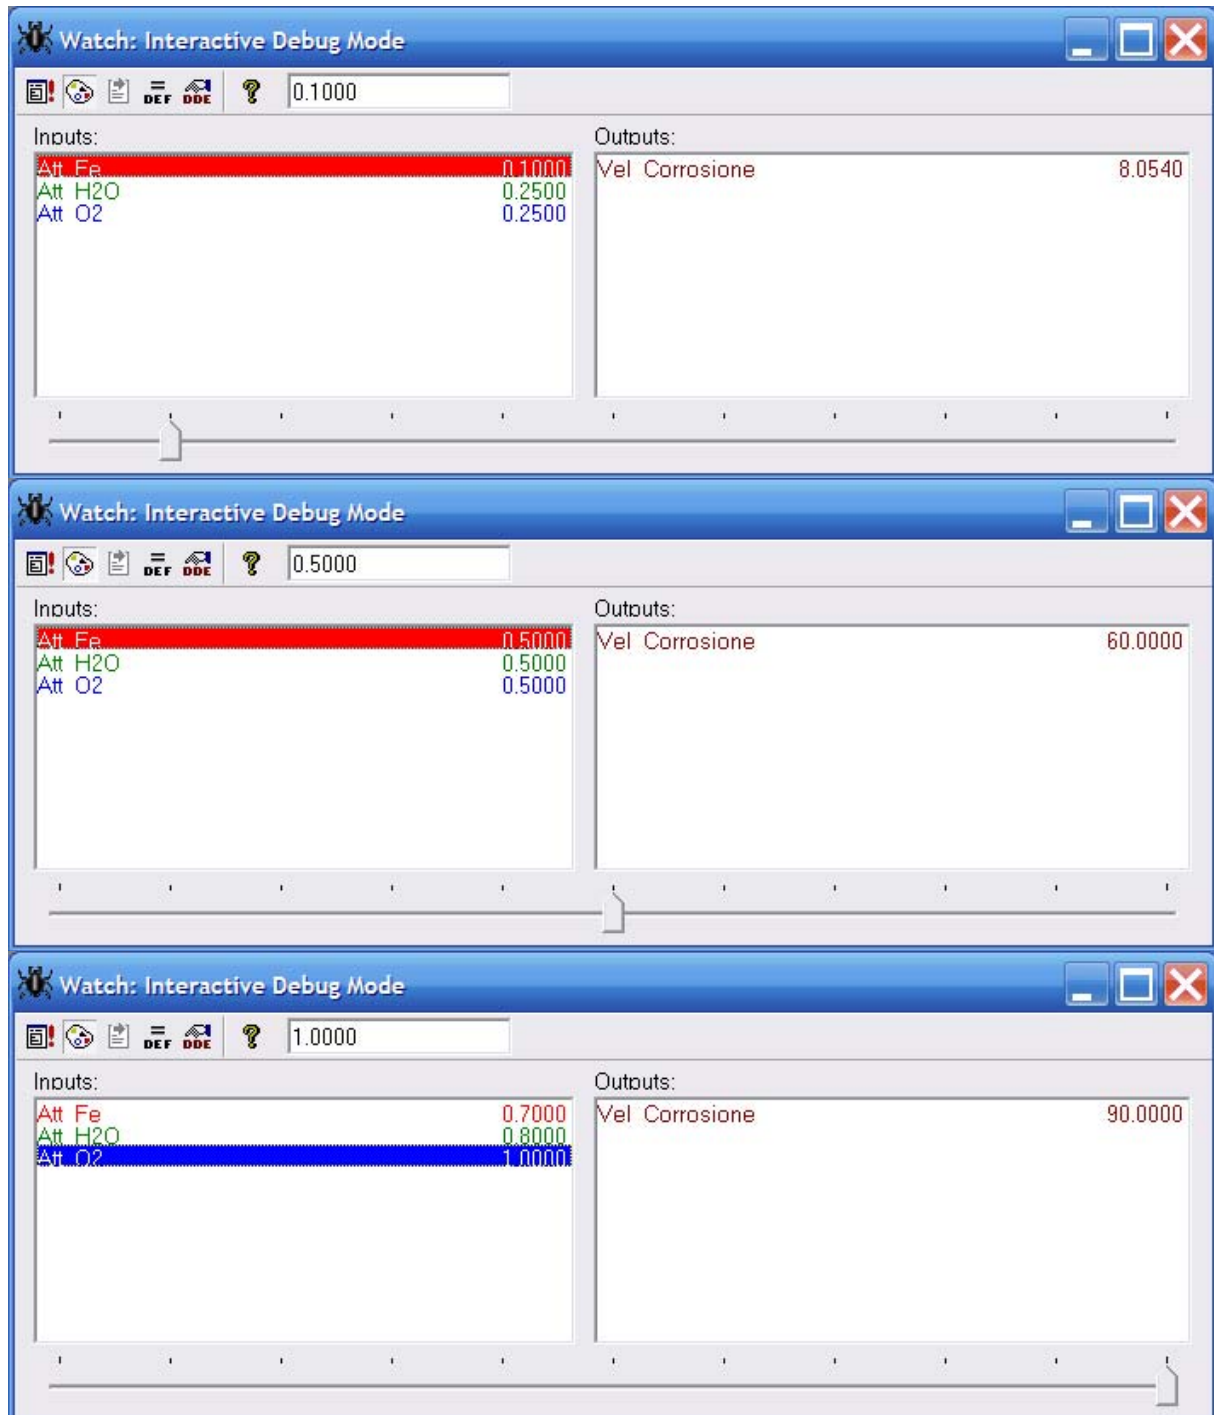 Watch: Interactive Debug Mode
DEF DDE ? 0.1000
Inputs: Outputs:
Att Fe 0.1000 Vel Corrosione 8.0540
Att H2O 0.2500
Att O2 0.2500
Watch: Interactive Debug Mode
DEF DDE ? 0.5000
Inputs: Outputs:
Att Fe 0.5000 Vel Corrosione 60.0000
Att H2O 0.5000
Att O2 0.5000
Watch: Interactive Debug Mode
DEF DDE ? 1.0000
Inputs: Outputs:
Att Fe 0.7000 Vel Corrosione 90.0000
Att H2O 0.8000
Att O2 1.0000